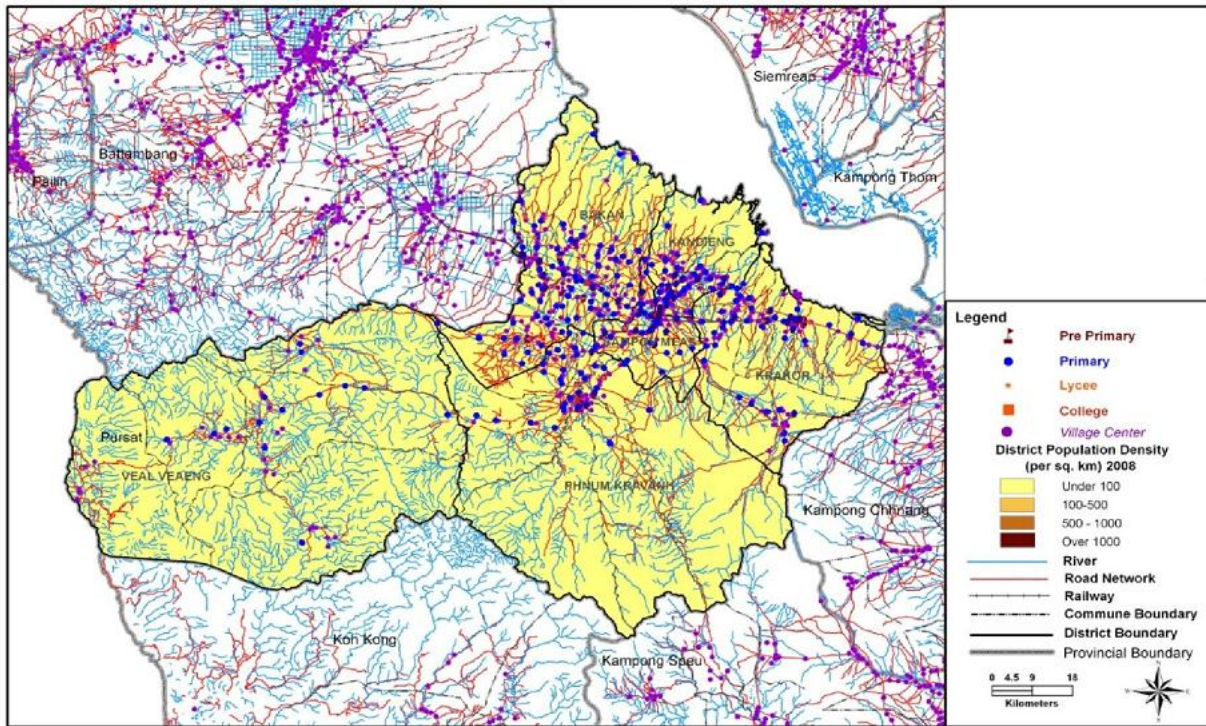 Siemreap
Battambang
Pailin
Kampong Thom
BAKAN
KANDIENG
SAMPOV MEAS
KRAKOR
Pursat
VEAL VEAENG
PHNUM KRAVANH
Kampong Chhnang
Koh Kong
Kampong Speu
Legend
Pre Primary
Primary
Lycee
College
Village Center
District Population Density
(per sq. km) 2008
Under 100
100-500
500 - 1000
Over 1000
River
Road Network
Railway
Commune Boundary
District Boundary
Provincial Boundary
0 4.5 9 18
Kilometers
N
W E
S